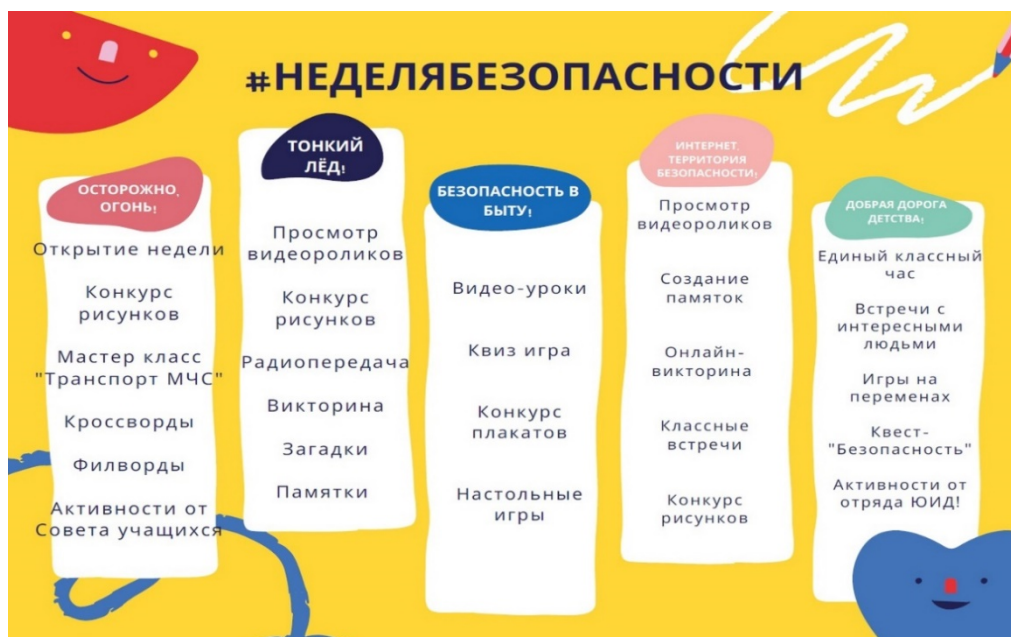 #НЕДЕЛЯБЕЗОПАСНОСТИ
ОСТОРОЖНО,
ОГОНЬ!
Открытие недели
Конкурс
рисунков
Мастер класс
"Транспорт МЧС"
Кроссворды
Филворды
Активности от
Совета учащихся
ТОНКИЙ
ЛЁД!
Просмотр
видеороликов
Конкурс
рисунков
Радиопередача
Викторина
Загадки
Памятки
БЕЗОПАСНОСТЬ В
БЫТУ!
Видео-уроки
Квиз игра
Конкурс
плакатов
Настольные
игры
ИНТЕРНЕТ.
ТЕРРИТОРИЯ
БЕЗОПАСНОСТИ!
Просмотр
видеороликов
Создание
памяток
Онлайн-
викторина
Классные
встречи
Конкурс
рисунков
ДОБРАЯ ДОРОГА
ДЕТСТВА!
Единый классный
час
Встречи с
интересными
людьми
Игры на
переменах
Квест-
"Безопасность"
Активности от
отряда ЮИД!